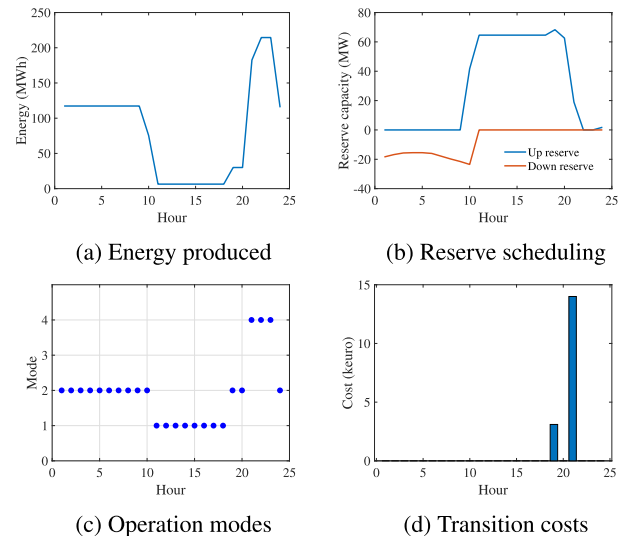 250
200
150
100
50
0
0 5 10 15 20 25
Energy (MWh)
Hour
(a) Energy produced
80
60
40
20
0
-20
-40
0 5 10 15 20 25
Reserve capacity (MW)
Up reserve
Down reserve
Hour
(b) Reserve scheduling
4
3
2
1
0
0 5 10 15 20 25
Mode
Hour
(c) Operation modes
15
10
5
0
0 5 10 15 20 25
Cost (keuro)
Hour
(d) Transition costs